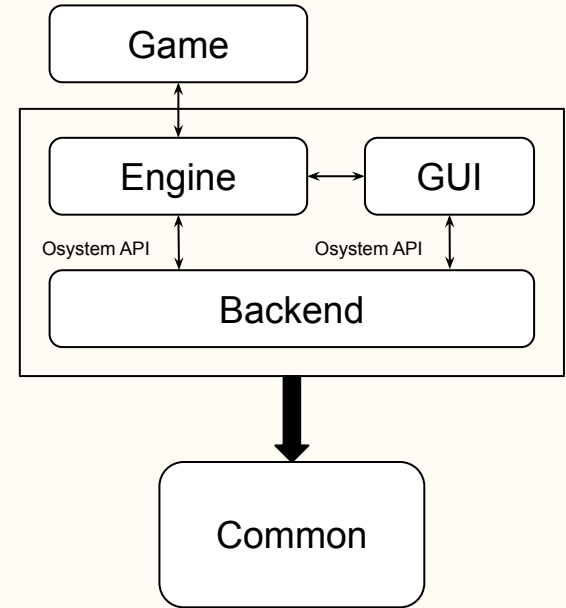 Game
Engine
GUI
Osystem API
Osystem API
Backend
Common